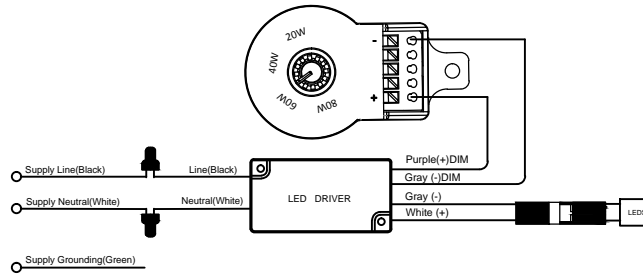 20W
40W
60W
80W
-
+
Purple(+)DIM
Gray (-)DIM
Supply Line(Black)
Line(Black)
Gray (-)
Supply Neutral(White)
Neutral(White)
LED DRIVER
White (+)
LEDS
Supply Grounding(Green)